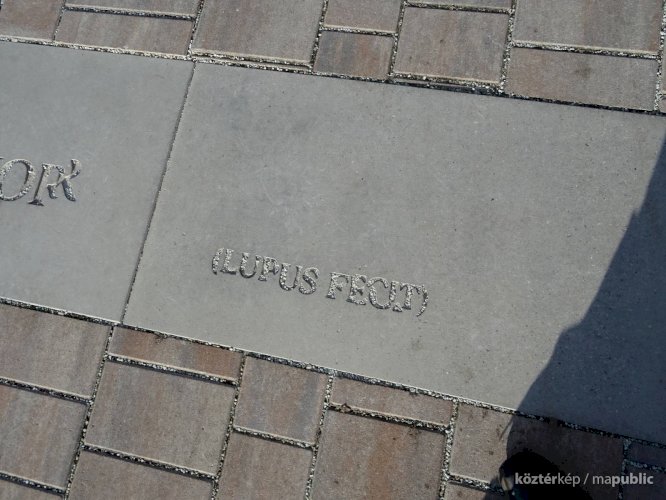 (LUPUS FECIT)
köztérkép / mapublic